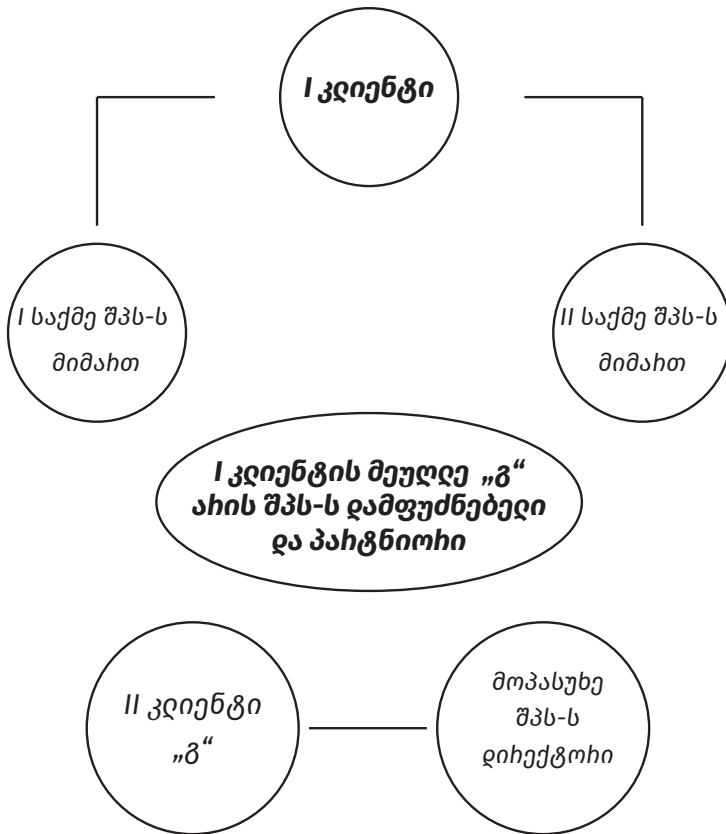 I კლიენტი
I საქმე შპს-ს
მიმართ
II საქმე შპს-ს
მიმართ
I კლიენტის მეუღლე „გ“
არის შპს-ს დამფუძნებელი
და პარტნიორი
II კლიენტი
„გ“
მოპასუხე
შპს-ს
დირექტორი